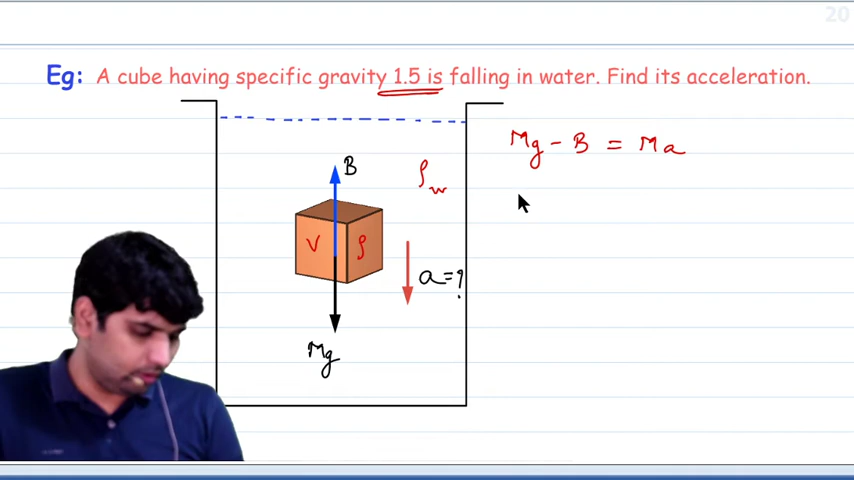 20
Eg: A cube having specific gravity 1.5 is falling in water. Find its acceleration.
Mg - B = Ma
B
ρw
V ρ
a = ?
Mg